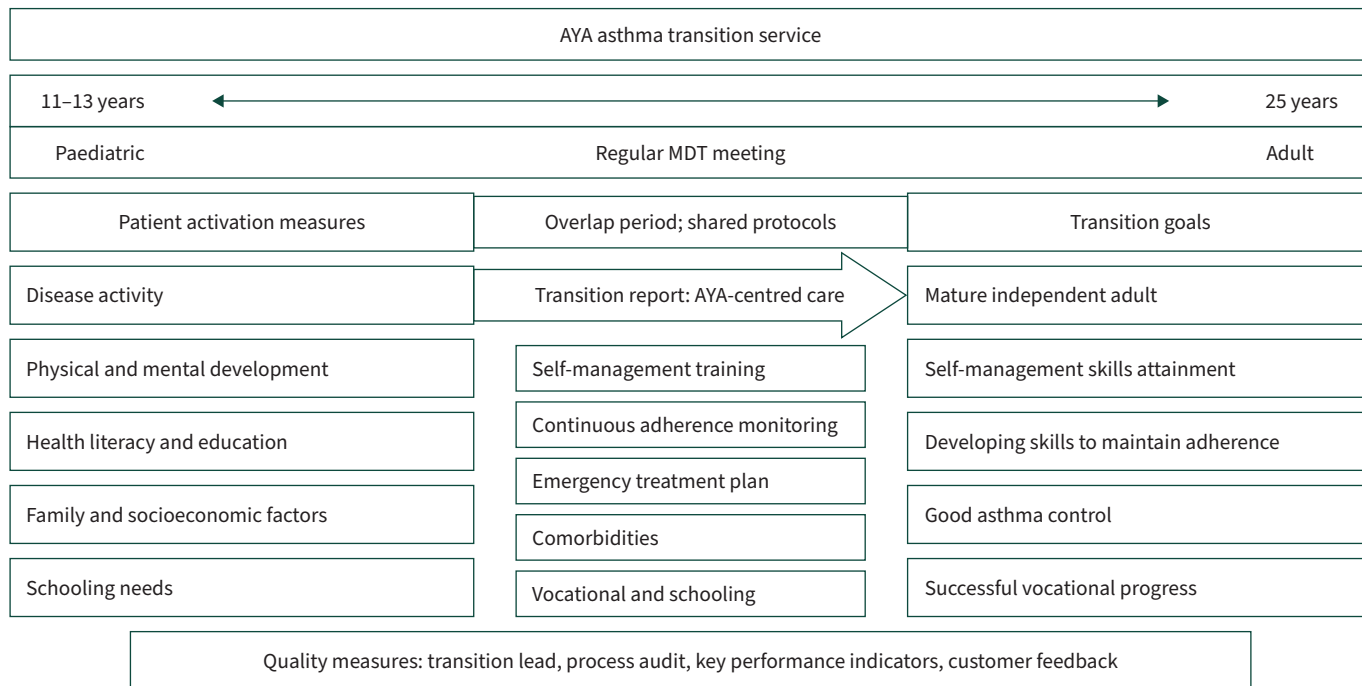 AYA asthma transition service
11–13 years
25 years
Paediatric
Regular MDT meeting
Adult
Patient activation measures
Overlap period; shared protocols
Transition goals
Disease activity
Transition report: AYA-centred care
Mature independent adult
Physical and mental development
Self-management training
Self-management skills attainment
Health literacy and education
Continuous adherence monitoring
Developing skills to maintain adherence
Emergency treatment plan
Family and socioeconomic factors
Comorbidities
Good asthma control
Schooling needs
Vocational and schooling
Successful vocational progress
Quality measures: transition lead, process audit, key performance indicators, customer feedback